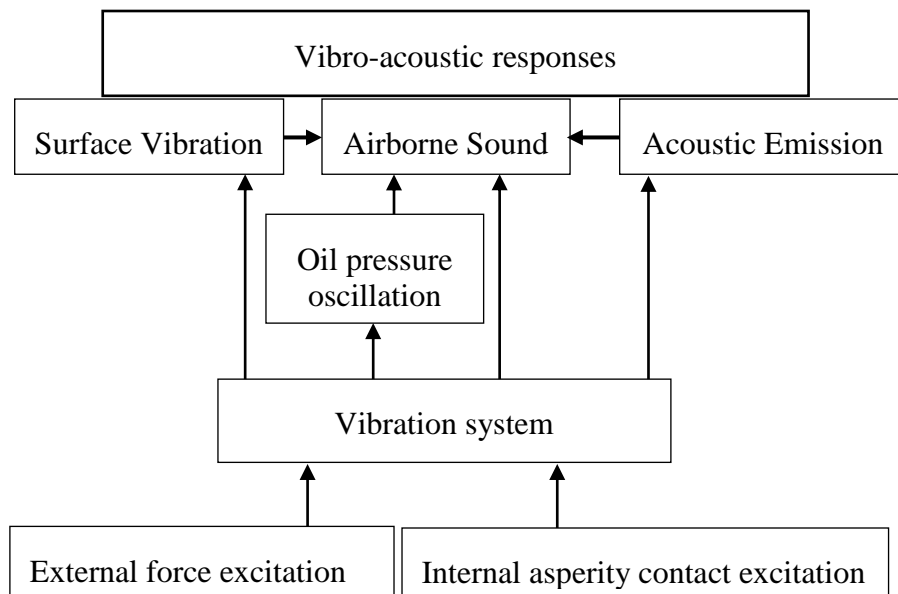 Vibro-acoustic responses
Surface Vibration
Airborne Sound
Acoustic Emission
Oil pressure
oscillation
Vibration system
External force excitation
Internal asperity contact excitation